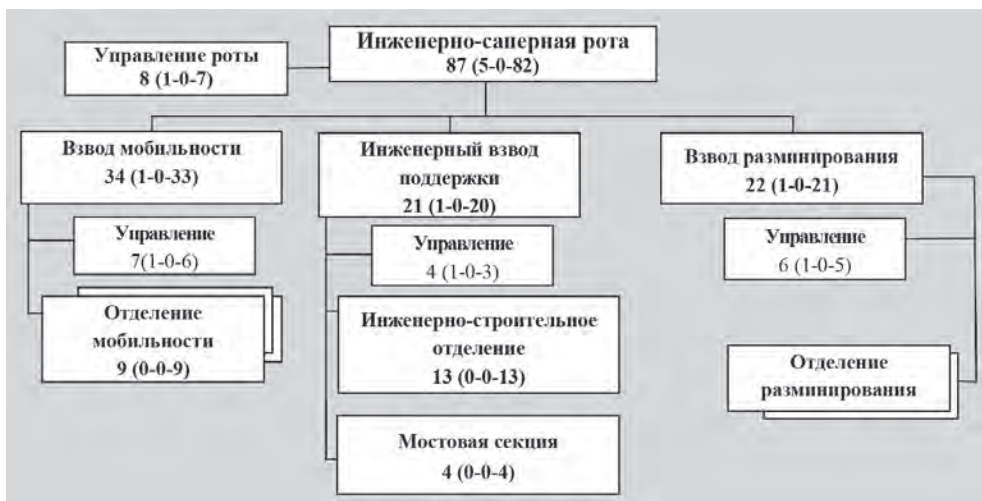 Инженерно-саперная рота
87 (5-0-82)
Управление роты
8 (1-0-7)
Взвод мобильности
34 (1-0-33)
Управление
7(1-0-6)
Отделение
мобильности
9 (0-0-9)
Инженерный взвод
поддержки
21 (1-0-20)
Управление
4 (1-0-3)
Инженерно-строительное
отделение
13 (0-0-13)
Мостовая секция
4 (0-0-4)
Взвод разминирования
22 (1-0-21)
Управление
6 (1-0-5)
Отделение
разминирования